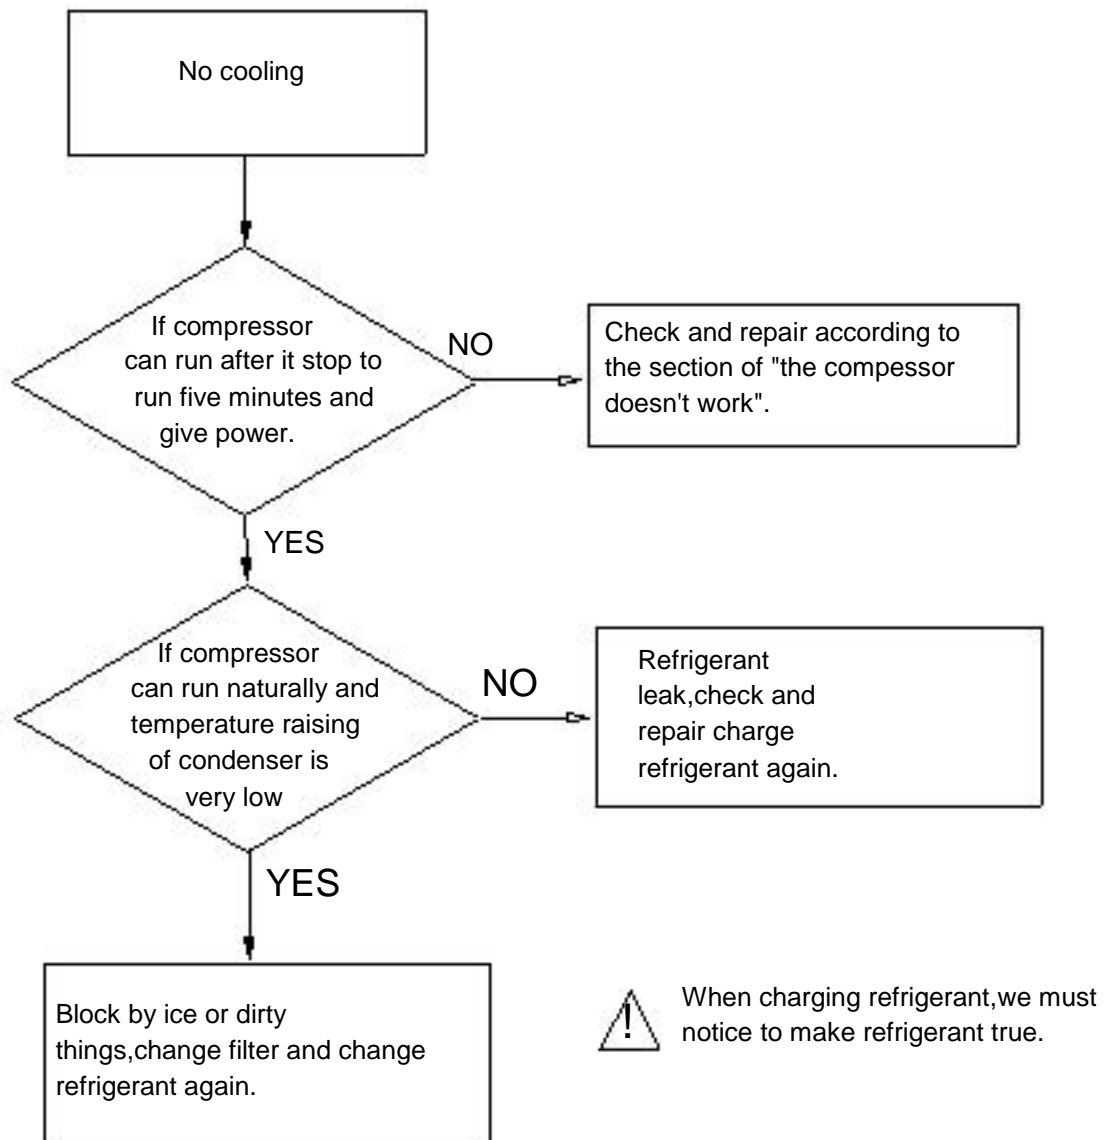 No cooling
If compressor
can run after it stop to
run five minutes and
give power.
NO
Check and repair according to
the section of "the compessor
doesn't work".
YES
If compressor
can run naturally and
temperature raising
of condenser is
very low
NO
Refrigerant
leak,check and
repair charge
refrigerant again.
YES
Block by ice or dirty
things,change filter and change
refrigerant again.
!
When charging refrigerant,we must
notice to make refrigerant true.